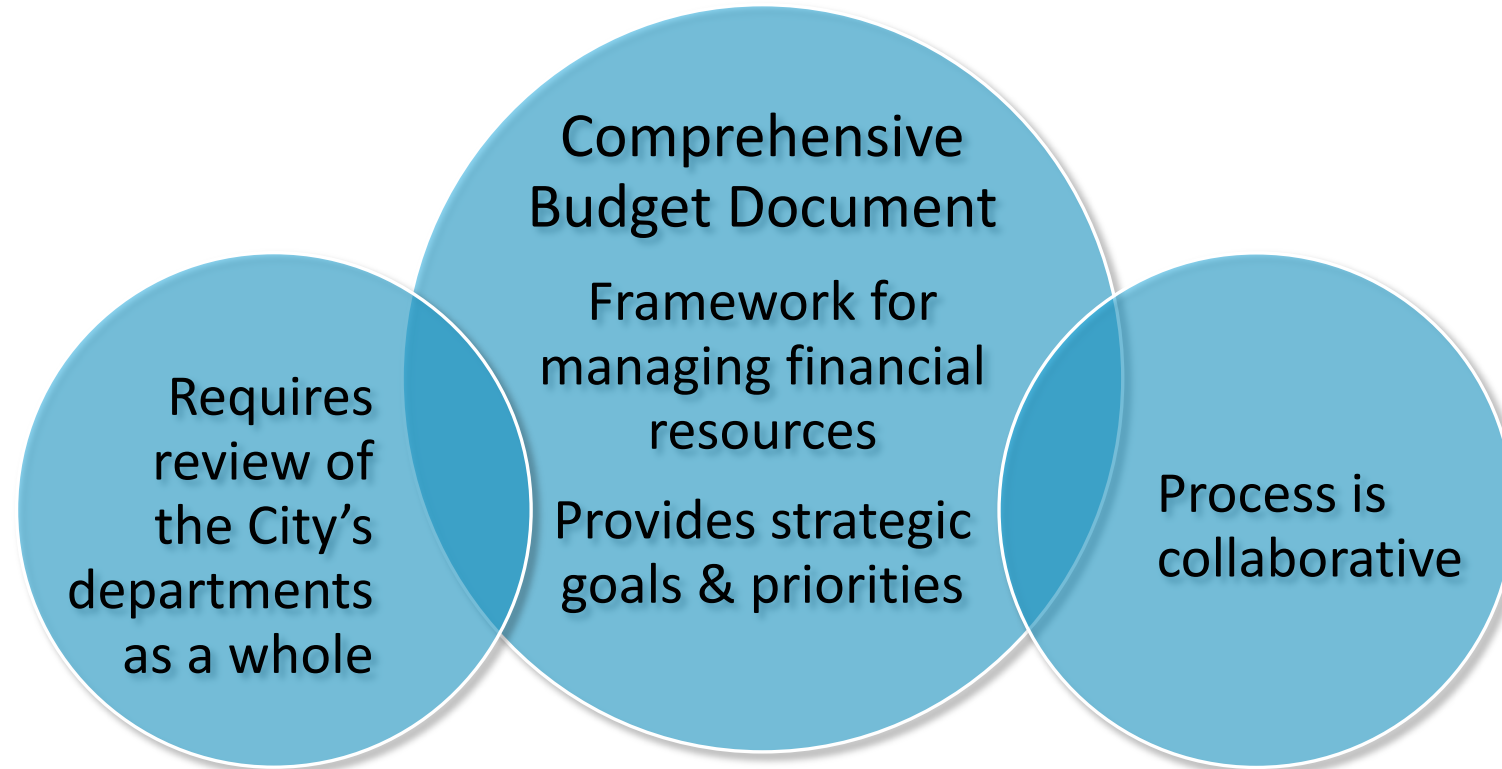 Comprehensive
Budget Document
Framework for
managing financial
resources
Provides strategic
goals & priorities
Requires
review of
the City’s
departments
as a whole
Process is
collaborative